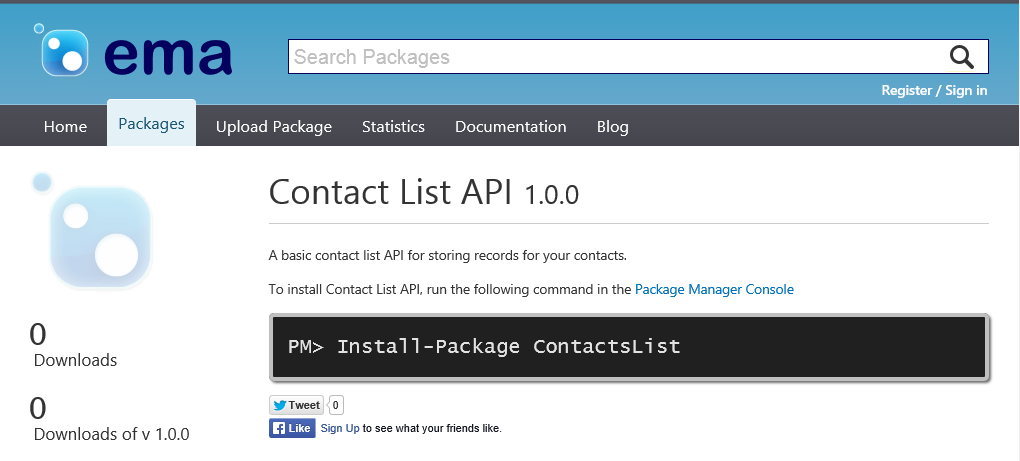 ema
Search Packages
Register / Sign in
Home Packages Upload Package Statistics Documentation Blog
Contact List API 1.0.0
A basic contact list API for storing records for your contacts.
To install Contact List API, run the following command in the Package Manager Console
PM> Install-Package ContactsList
0
Downloads
0
Downloads of v 1.0.0
Tweet 0
Like Sign Up to see what your friends like.